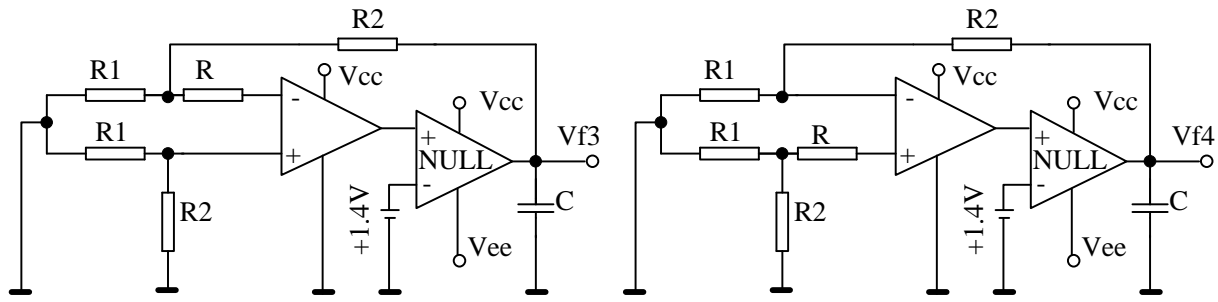 R2
R1
R
-
Vcc
Vcc
R1
+
+
NULL
-
Vf3
R2
+1.4V
C
Vee
R2
R1
-
Vcc
Vcc
R1
R
+
+
NULL
-
Vf4
R2
+1.4V
C
Vee